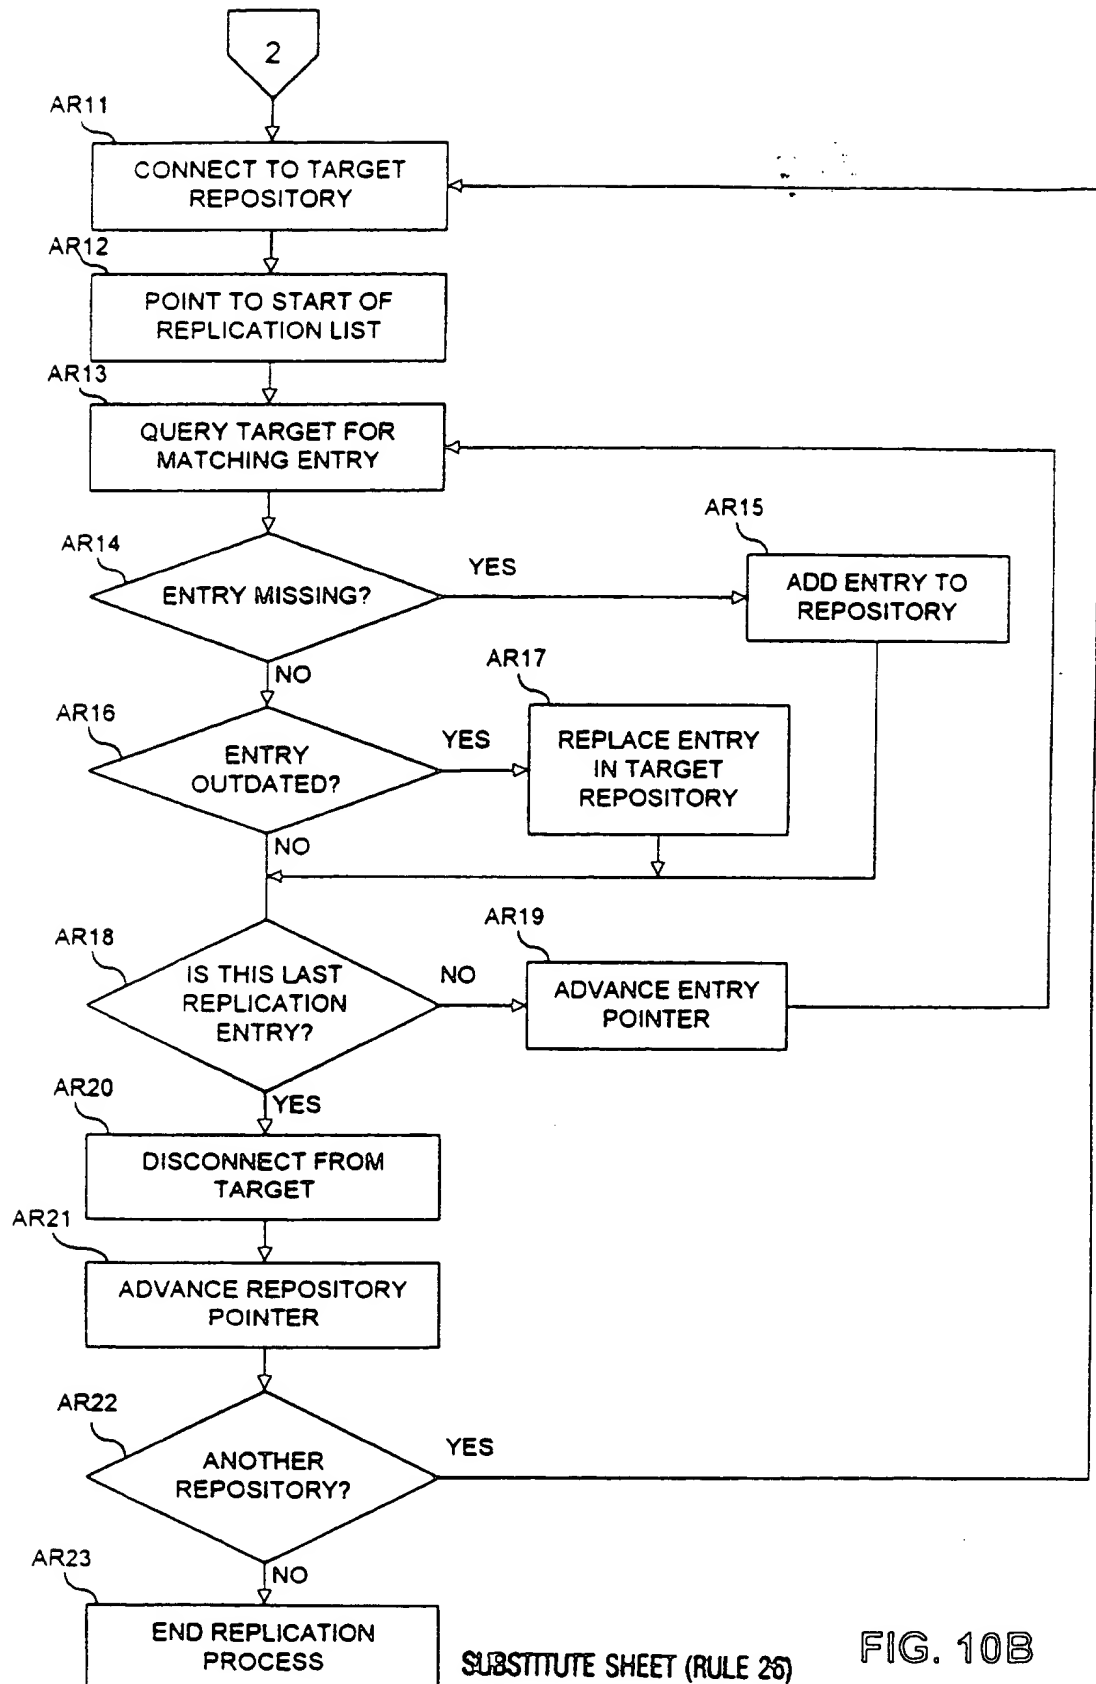 2
AR11
CONNECT TO TARGET
REPOSITORY
AR12
POINT TO START OF
REPLICATION LIST
AR13
QUERY TARGET FOR
MATCHING ENTRY
AR14
ENTRY MISSING?
YES
AR15
ADD ENTRY TO
REPOSITORY
NO
AR16
ENTRY
OUTDATED?
YES
AR17
REPLACE ENTRY
IN TARGET
REPOSITORY
NO
AR18
IS THIS LAST
REPLICATION
ENTRY?
NO
AR19
ADVANCE ENTRY
POINTER
YES
AR20
DISCONNECT FROM
TARGET
AR21
ADVANCE REPOSITORY
POINTER
AR22
ANOTHER
REPOSITORY?
YES
NO
AR23
END REPLICATION
PROCESS
SUBSTITUTE SHEET (RULE 26)
FIG. 10B